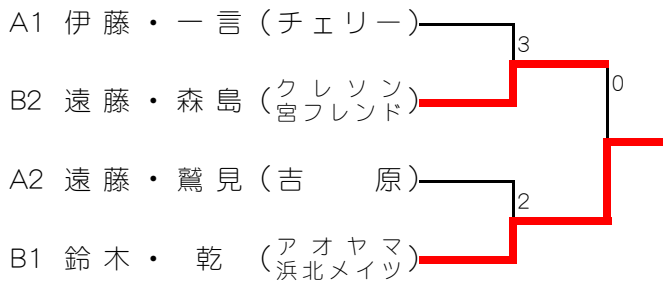 A1 伊藤・一言(チェリー)
3
B2 遠藤・森島(クレソン 宮フレンド)
0
A2 遠藤・鷲見(吉原)
2
B1 鈴木・乾(アオヤマ 浜北メイツ)